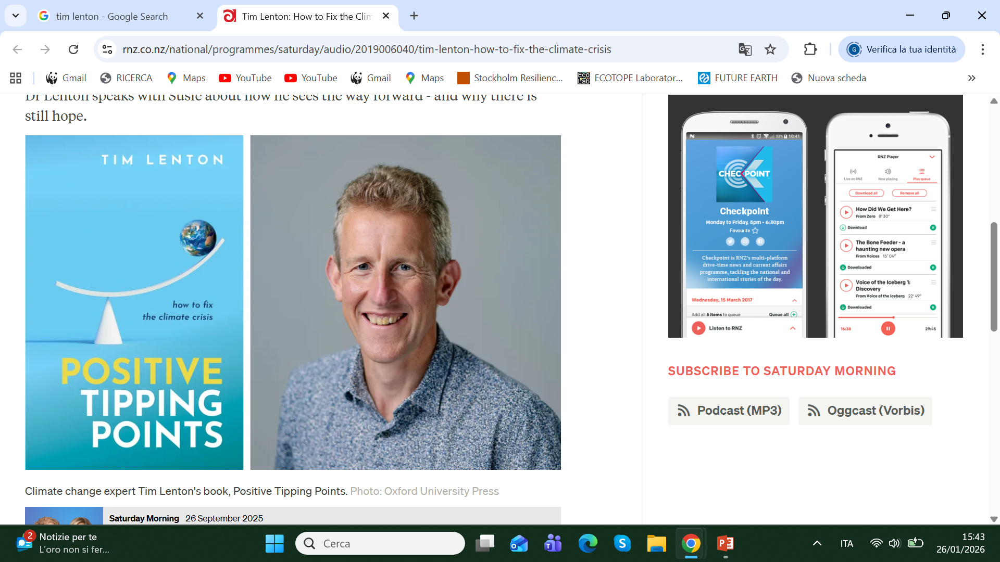 tim lenton - Google Search
Tim Lenton: How to Fix the Clim
rnz.co.nz/national/programmes/saturday/audio/2019006040/tim-lenton-how-to-fix-the-climate-crisis
G
Verifica la tua identità
Gmail
RICERCA
Maps
YouTube
YouTube
Gmail
Maps
Stockholm Resilienc...
Eco
Lab
ECOTOPE Laborator...
FUTURE EARTH
Nuova scheda
Dr Lenton speaks with Susie about how he sees the way forward - and why there is
still hope.
TIM LENTON
how to fix
the climate crisis
POSITIVE
TIPPING
POINTS
Climate change expert Tim Lenton's book, Positive Tipping Points. Photo: Oxford University Press
Saturday Morning 26 September 2025
53% 10:41
CHECKPOINT
Checkpoint
Monday to Friday, 5pm - 6:30pm
Favourite
Checkpoint is RNZ's multi-platform
drive-time news and current affairs
programme, tackling the national and
international stories of the day.
Wednesday, 15 March 2017
Add all 5 items to queue Queue all
Listen to RNZ
RNZ Player
Live on RNZ Now playing Play queue
Download all Remove all
How Did We Get Here?
From Zero 8' 30"
Download
The Bone Feeder - a
haunting new opera
From Voices 15' 04"
Downloaded
Voice of the Iceberg 1:
Discovery
From Voice of the Iceberg 22' 49"
Downloaded
16:38 29:45
SUBSCRIBE TO SATURDAY MORNING
Podcast (MP3)
Oggcast (Vorbis)
2
Notizie per te
L'oro non si fer...
Cerca
ITA
15:43
26/01/2026